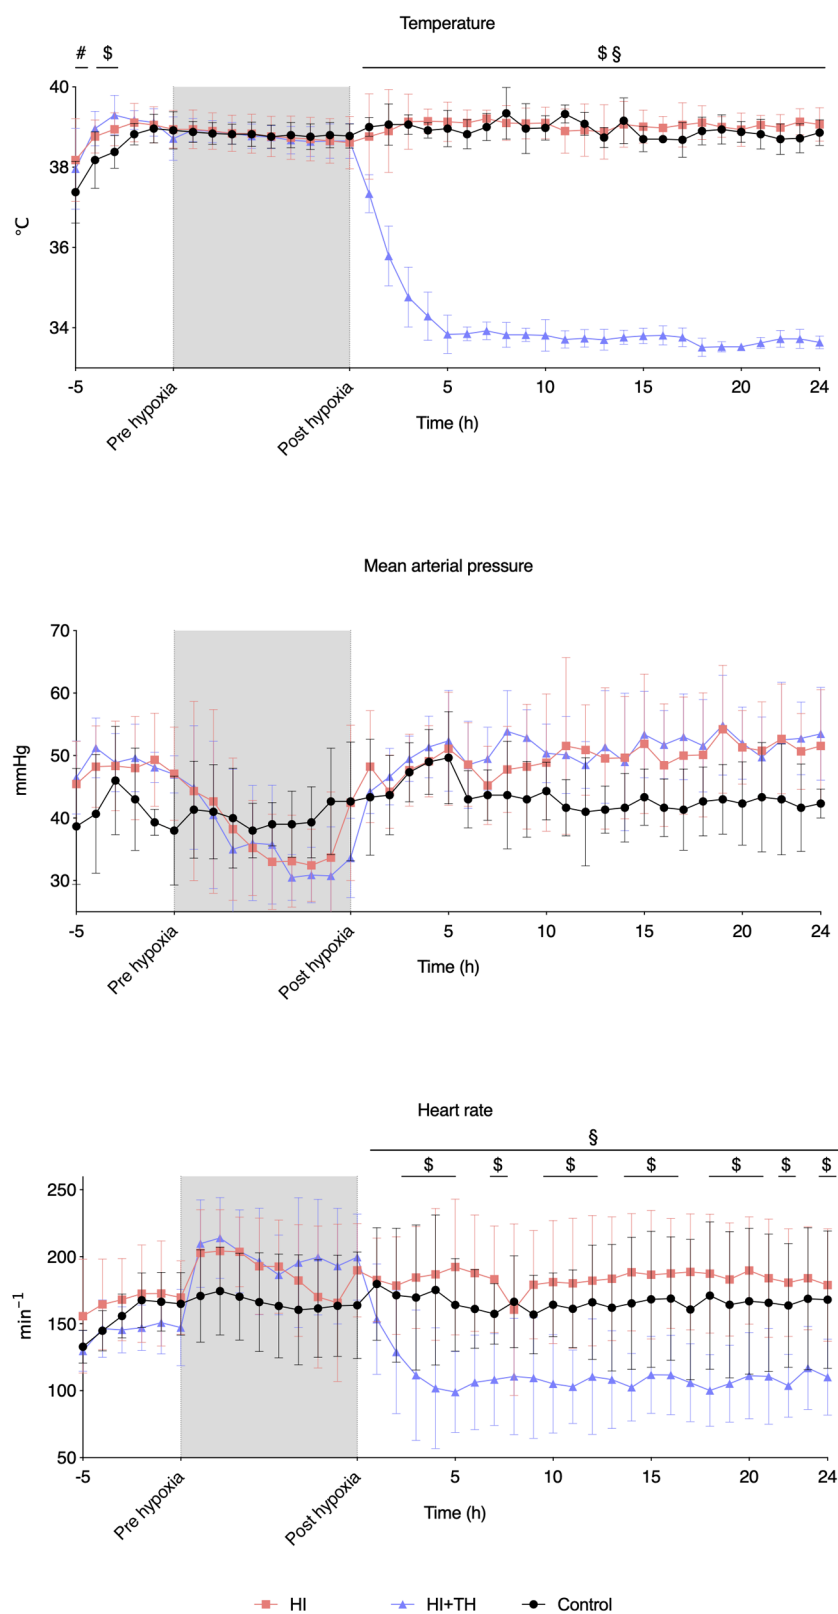 Temperature
# $ $ §
40
38
36
34
°C
-5 5 10 15 20 24
Pre hypoxia Post hypoxia
Time (h)
Mean arterial pressure
70
60
50
40
30
mmHg
-5 5 10 15 20 24
Pre hypoxia Post hypoxia
Time (h)
Heart rate
§
$ $ $ $ $ $ $
250
200
150
100
50
min⁻¹
-5 5 10 15 20 24
Pre hypoxia Post hypoxia
Time (h)
HI HI+TH Control